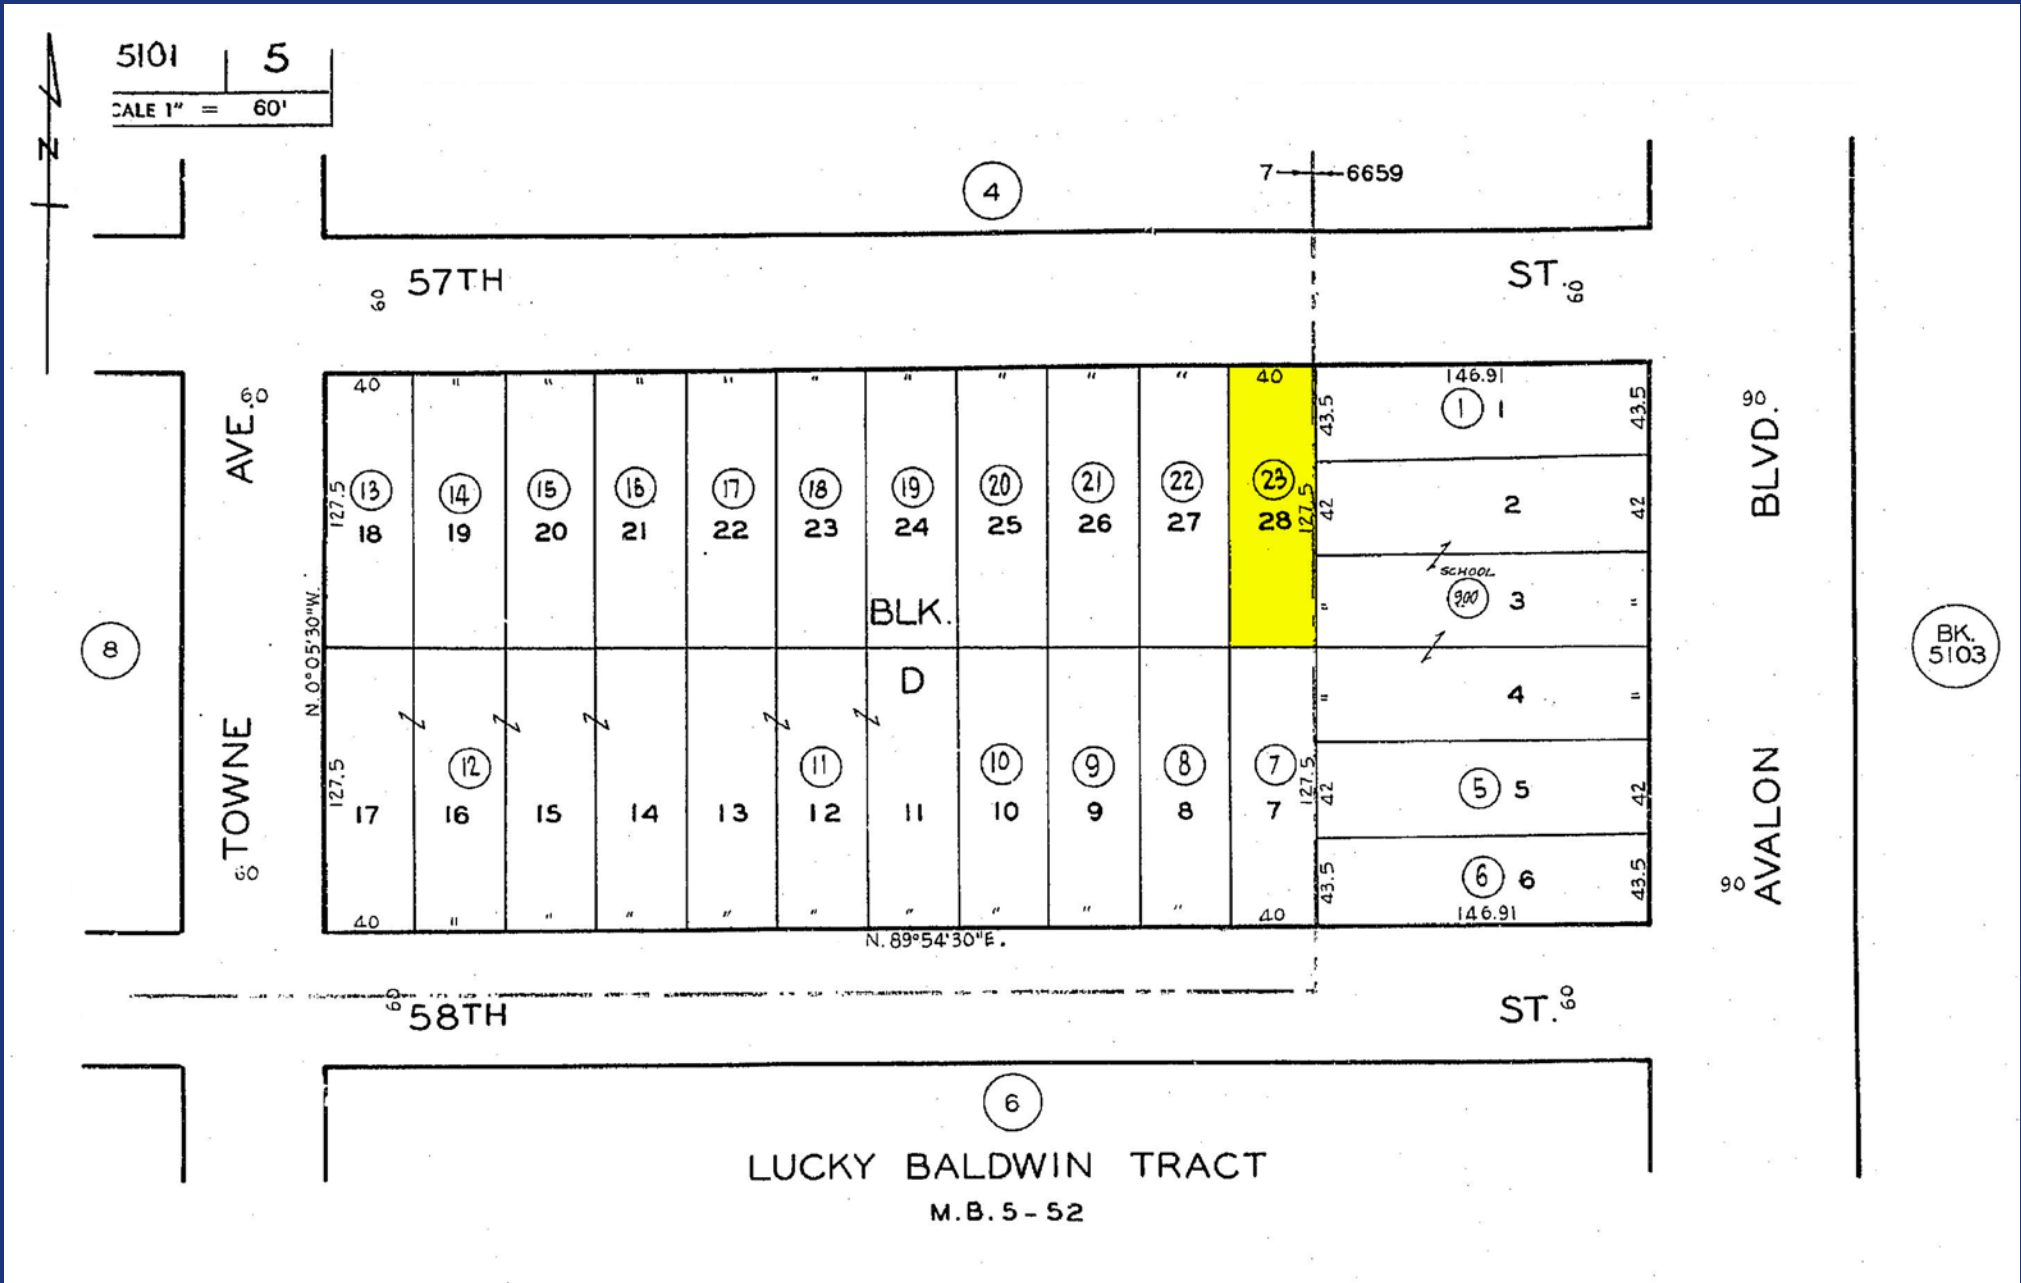 5101 5
CALE 1" = 60'
N
4
7 6659
57TH ST.
60 60
40 " " " " " " " " " 40
146.91
AVE. 60
127.5
13 14 15 16 17 18 19 20 21 22 23
18 19 20 21 22 23 24 25 26 27 28
127.5
43.5 1 1 43.5
42 2 42
SCHOOL
" 900 3 "
90
BLVD.
BLK.
D
N. 0°05'30"W.
8
BK.
5103
" 4 "
TOWNE
60
127.5
12 11 10 9 8 7
17 16 15 14 13 12 11 10 9 8 7
127.5
42 5 5 42
43.5 6 6 43.5
146.91
90
AVALON
40 " " " " " " " " " 40
N. 89°54'30"E.
60 60
58TH ST.
6
LUCKY BALDWIN TRACT
M.B. 5 - 52